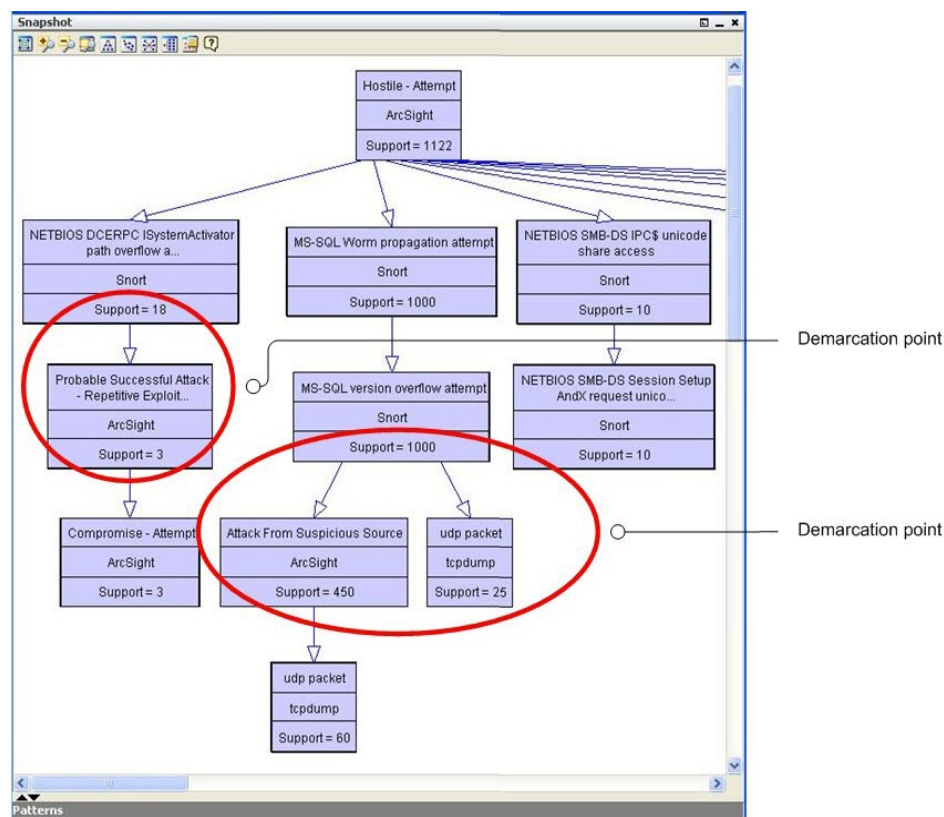 Snapshot
Hostile - Attempt
ArcSight
Support = 1122
NETBIOS DCERPC ISystemActivator
path overflow a...
Snort
Support = 18
MS-SQL Worm propagation attempt
Snort
Support = 1000
NETBIOS SMB-DS IPC$ unicode
share access
Snort
Support = 10
Demarcation point
Probable Successful Attack
- Repetitive Exploit...
ArcSight
Support = 3
MS-SQL version overflow attempt
Snort
Support = 1000
NETBIOS SMB-DS Session Setup
AndX request unico...
Snort
Support = 10
Demarcation point
Compromise - Attempt
ArcSight
Support = 3
Attack From Suspicious Source
ArcSight
Support = 450
udp packet
tcpdump
Support = 25
udp packet
tcpdump
Support = 60
Patterns